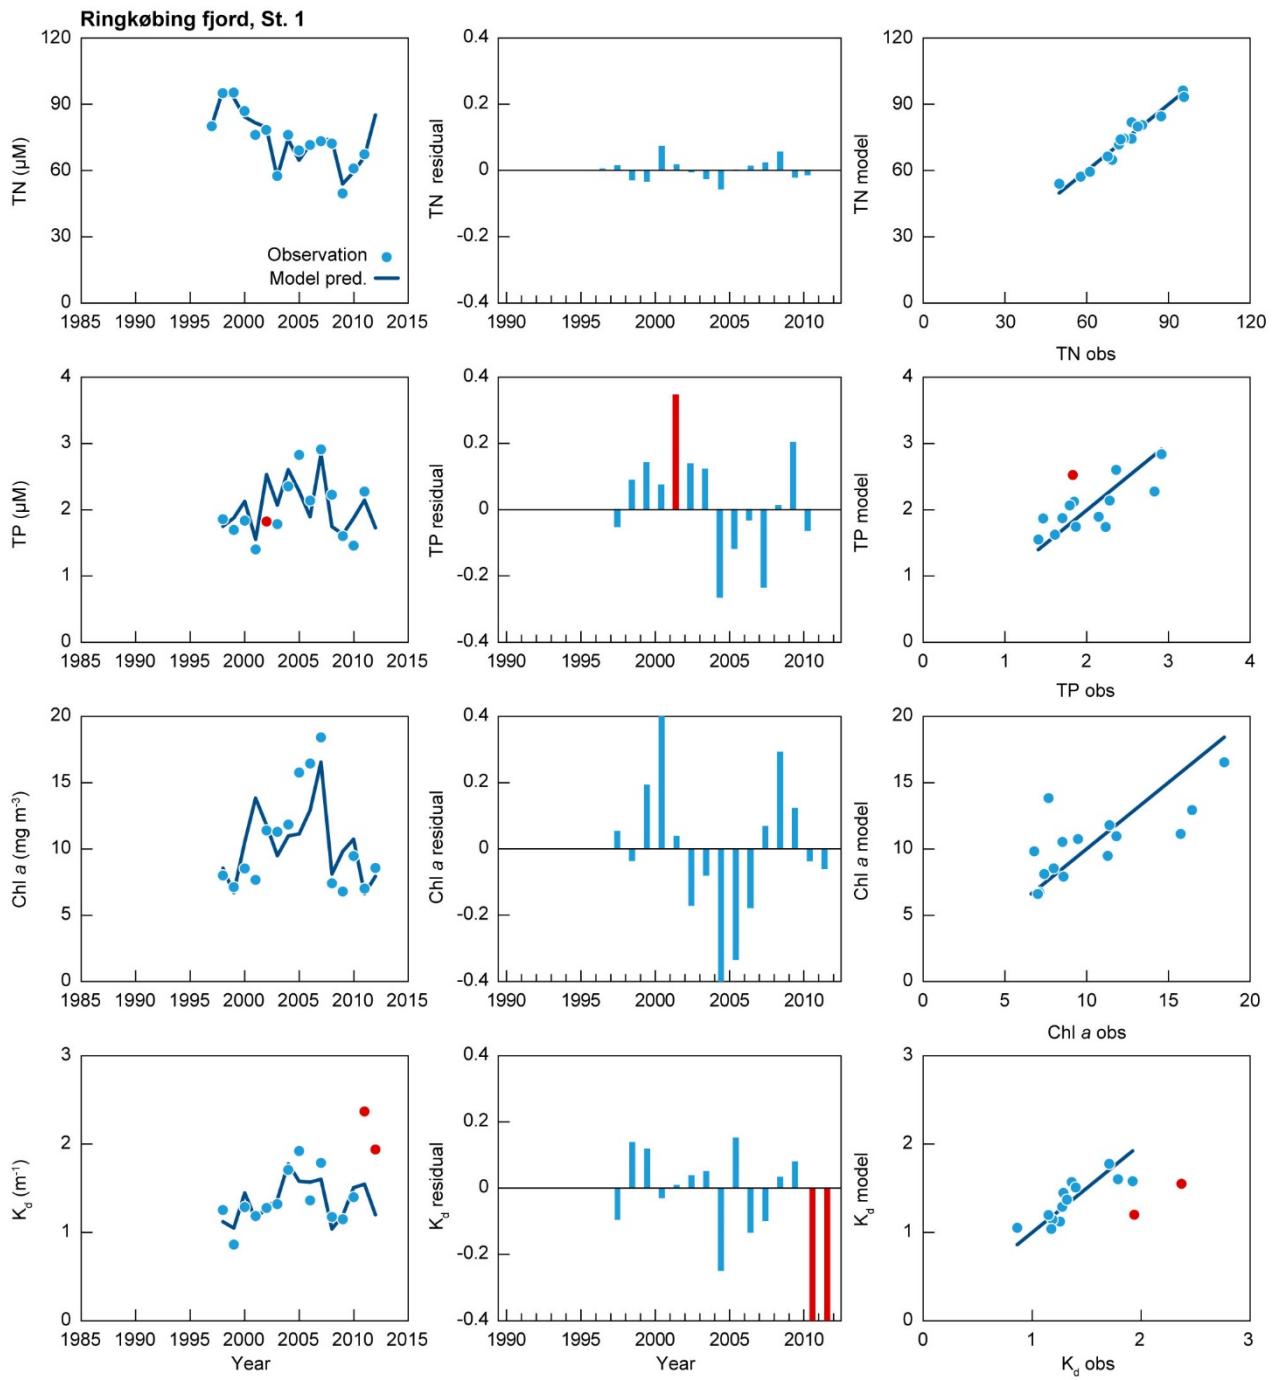 Ringkøbing fjord, St. 1
120
90
60
30
0
TN (µM)
Observation
Model pred.
1985 1990 1995 2000 2005 2010 2015
0.4
0.2
0
-0.2
-0.4
TN residual
1990 1995 2000 2005 2010
120
90
60
30
0
TN model
0 30 60 90 120
TN obs
4
3
2
1
0
TP (µM)
1985 1990 1995 2000 2005 2010 2015
0.4
0.2
0
-0.2
-0.4
TP residual
1990 1995 2000 2005 2010
4
3
2
1
0
TP model
0 1 2 3 4
TP obs
20
15
10
5
0
Chl a (mg m⁻³)
1985 1990 1995 2000 2005 2010 2015
0.4
0.2
0
-0.2
-0.4
Chl a residual
1990 1995 2000 2005 2010
20
15
10
5
0
Chl a model
0 5 10 15 20
Chl a obs
3
2
1
0
K_d (m⁻¹)
1985 1990 1995 2000 2005 2010 2015
Year
0.4
0.2
0
-0.2
-0.4
K_d residual
1990 1995 2000 2005 2010
Year
3
2
1
0
K_d model
0 1 2 3
K_d obs